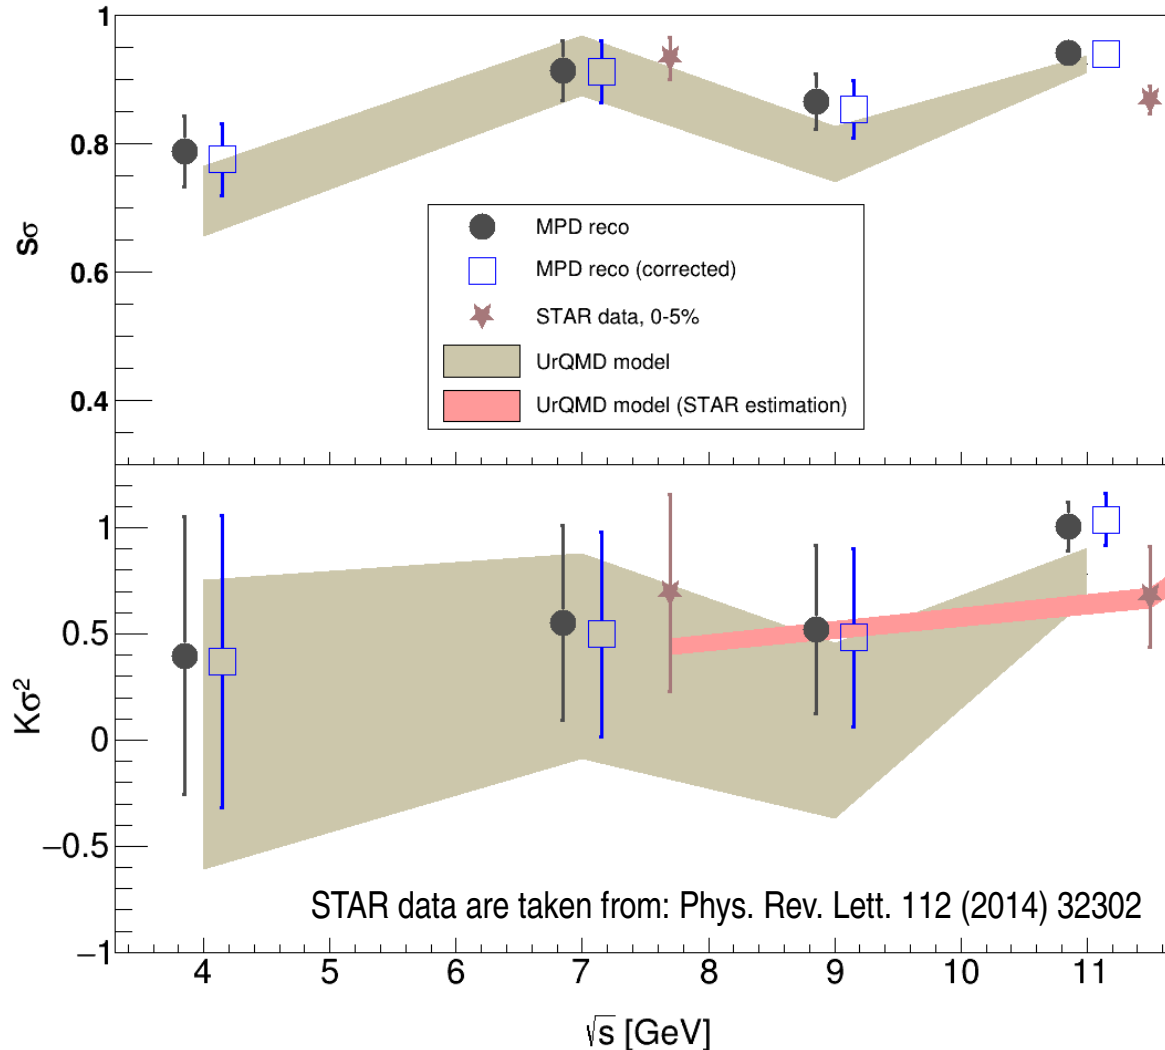 1
0.8
0.6
0.4
Sσ
MPD reco
MPD reco (corrected)
STAR data, 0-5%
UrQMD model
UrQMD model (STAR estimation)
1
0.5
0
−0.5
−1
Kσ²
STAR data are taken from: Phys. Rev. Lett. 112 (2014) 32302
4 5 6 7 8 9 10 11
√s [GeV]